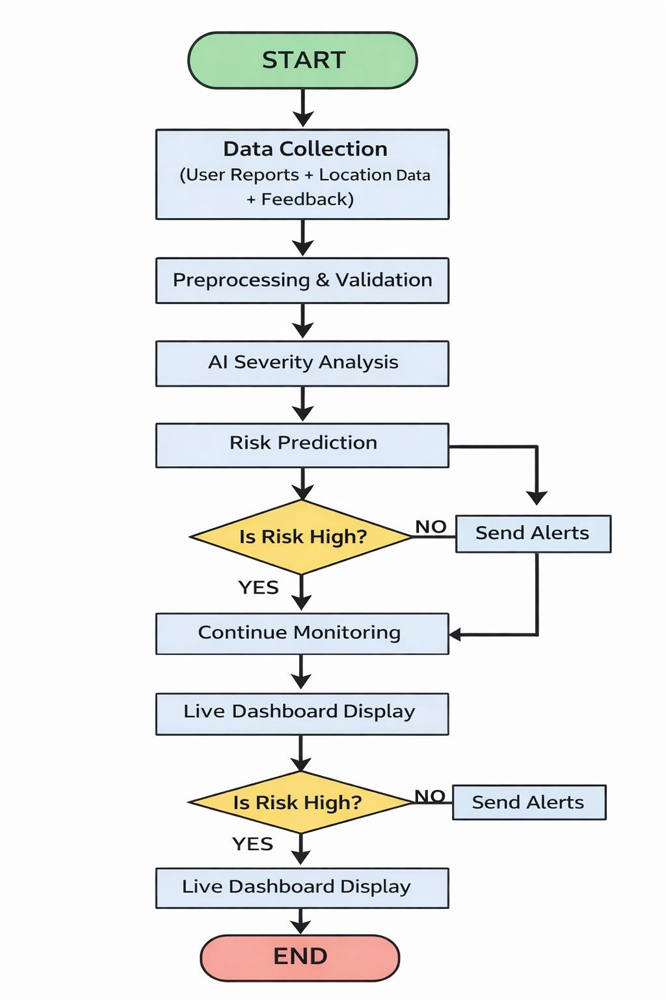 START
Data Collection
(User Reports + Location Data
+ Feedback)
Preprocessing & Validation
AI Severity Analysis
Risk Prediction
Is Risk High?
NO
Send Alerts
YES
Continue Monitoring
Live Dashboard Display
Is Risk High?
NO
Send Alerts
YES
Live Dashboard Display
END